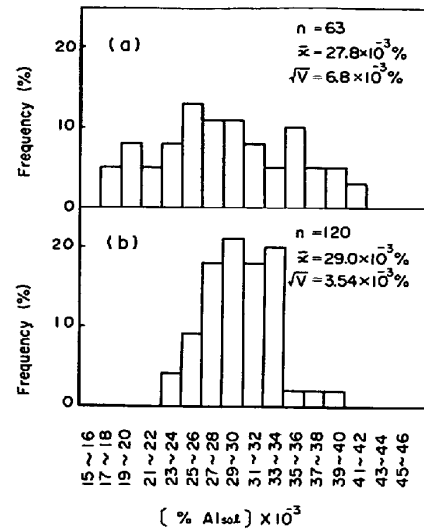 (a)
n = 63
x̄ = 27.8×10⁻³%
√V = 6.8×10⁻³%
Frequency (%)
20
10
0
(b)
n = 120
x̄ = 29.0×10⁻³%
√V = 3.54×10⁻³%
Frequency (%)
20
10
0
15~16
17~18
19~20
21~22
23~24
25~26
27~28
29~30
31~32
33~34
35~36
37~38
39~40
41~42
43~44
45~46
[ % Alsol ] ×10⁻³